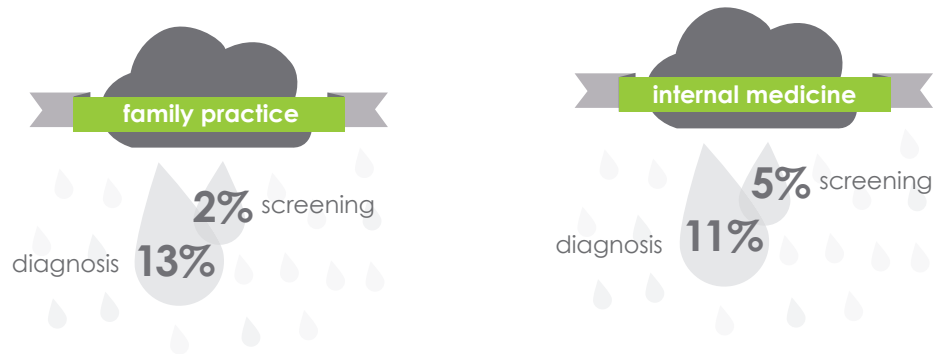 family practice
2% screening
diagnosis 13%
internal medicine
5% screening
diagnosis 11%